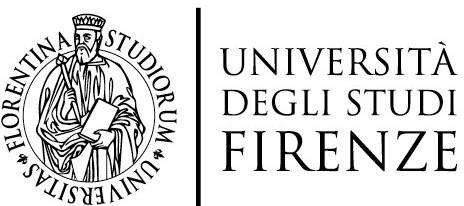 FLORENTINA STUDIORUM UNIVERSITAS
UNIVERSITÀ
DEGLI STUDI
FIRENZE